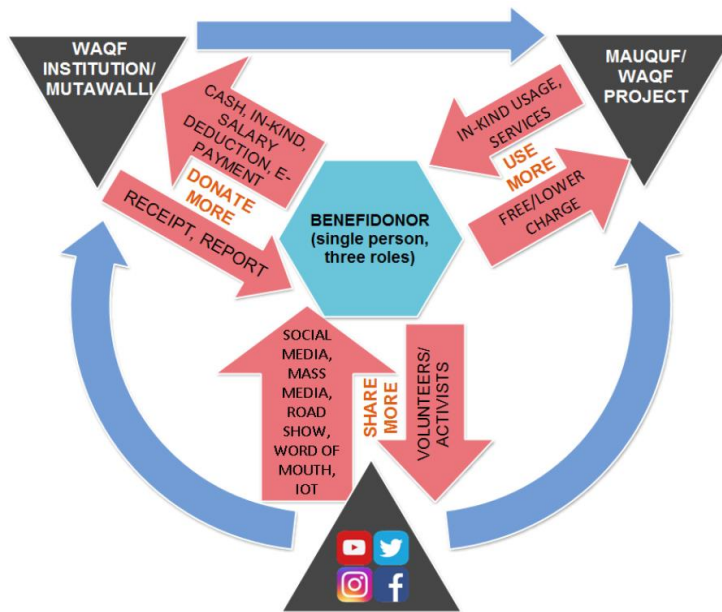 WAQF
INSTITUTION/
MUTAWALLI
MAUQUF/
WAQF
PROJECT
CASH, IN-KIND,
SALARY
DEDUCTION, E-
PAYMENT
DONATE
MORE
RECEIPT, REPORT
IN-KIND USAGE,
SERVICES
USE
MORE
FREE/LOWER
CHARGE
BENEFIDONOR
(single person,
three roles)
SOCIAL
MEDIA,
MASS
MEDIA,
ROAD
SHOW,
WORD OF
MOUTH,
IOT
SHARE
MORE
VOLUNTEERS/
ACTIVISTS